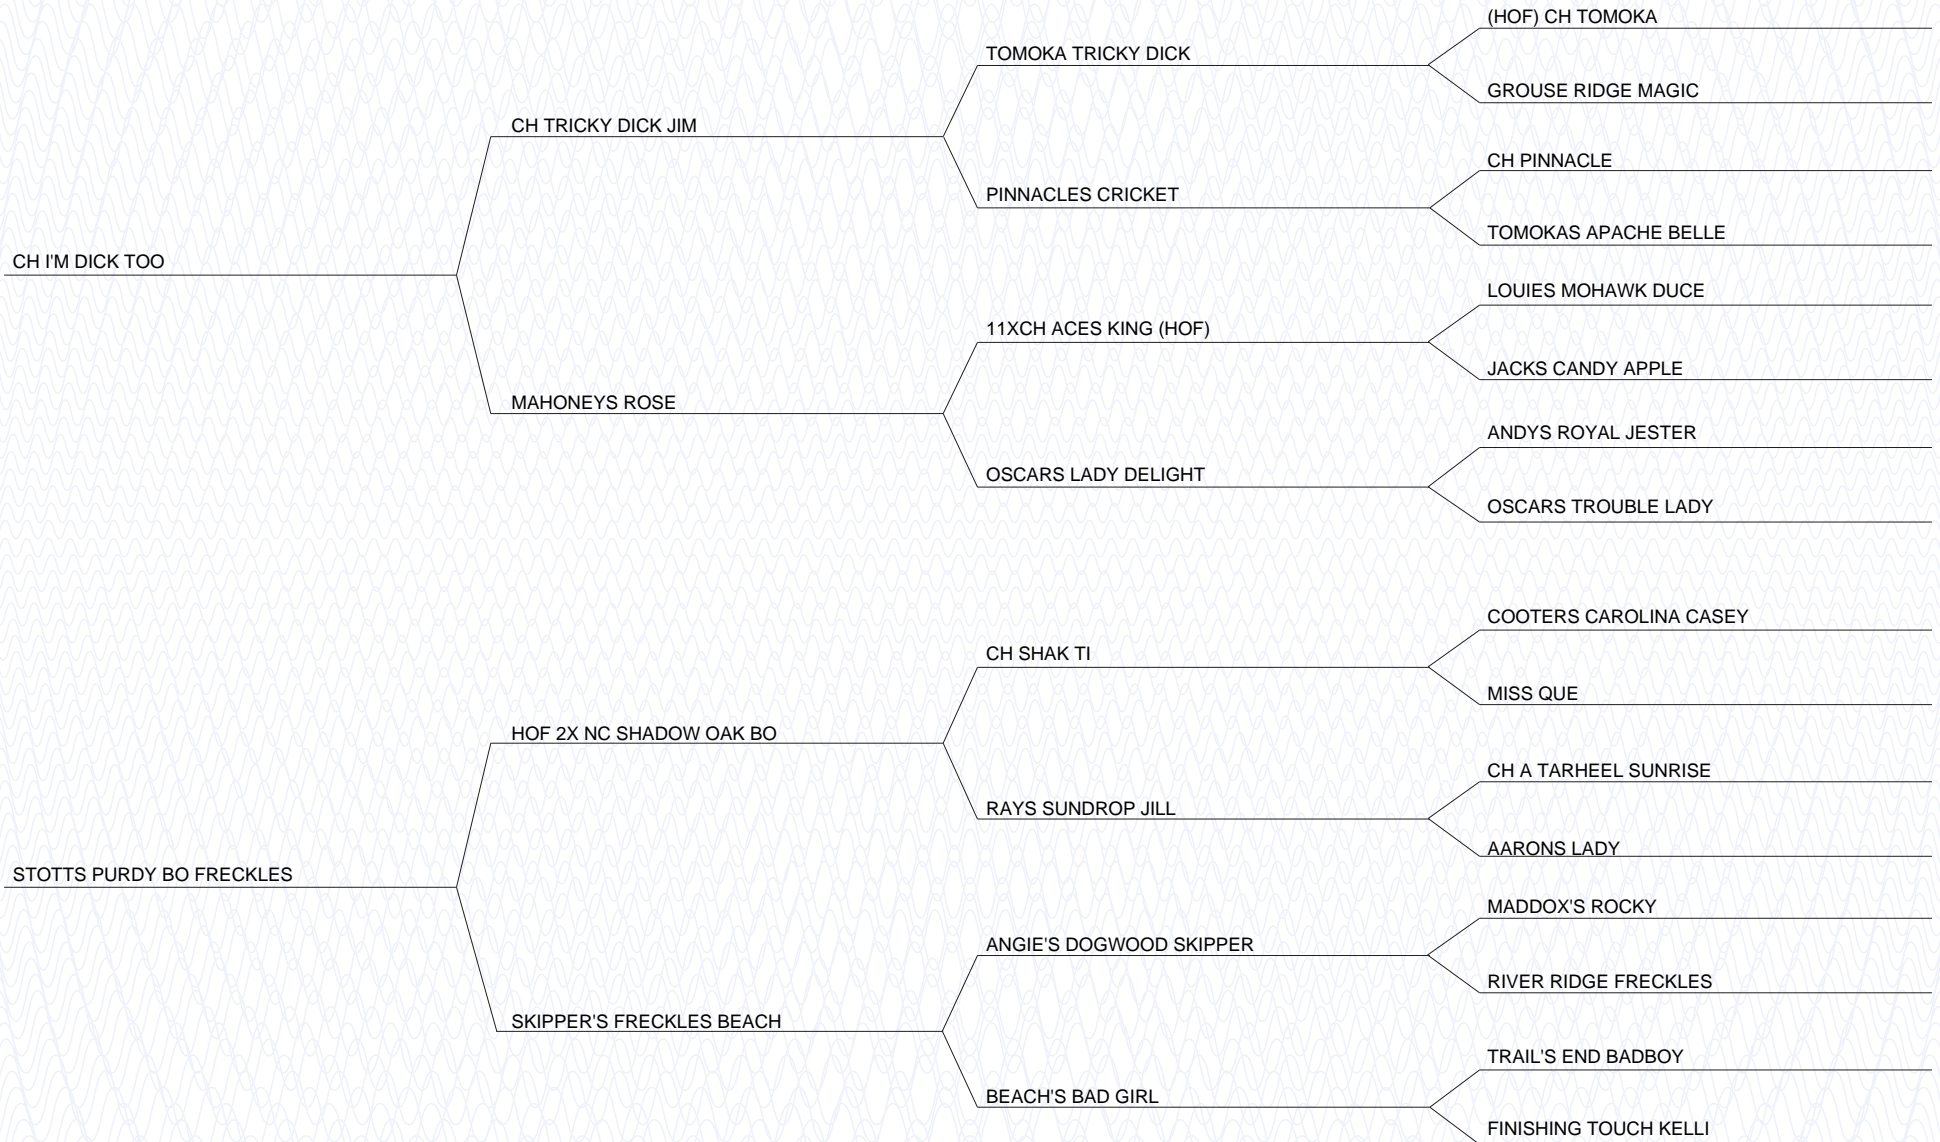 (HOF) CH TOMOKA
TOMOKA TRICKY DICK
GROUSE RIDGE MAGIC
CH TRICKY DICK JIM
CH PINNACLE
PINNACLES CRICKET
TOMOKAS APACHE BELLE
CH I'M DICK TOO
LOUIES MOHAWK DUCE
11XCH ACES KING (HOF)
JACKS CANDY APPLE
MAHONEYS ROSE
ANDYS ROYAL JESTER
OSCARS LADY DELIGHT
OSCARS TROUBLE LADY
COOTERS CAROLINA CASEY
CH SHAK TI
MISS QUE
HOF 2X NC SHADOW OAK BO
CH A TARHEEL SUNRISE
RAYS SUNDROP JILL
AARONS LADY
STOTTS PURDY BO FRECKLES
MADDOX'S ROCKY
ANGIE'S DOGWOOD SKIPPER
RIVER RIDGE FRECKLES
SKIPPER'S FRECKLES BEACH
TRAIL'S END BADBOY
BEACH'S BAD GIRL
FINISHING TOUCH KELLI